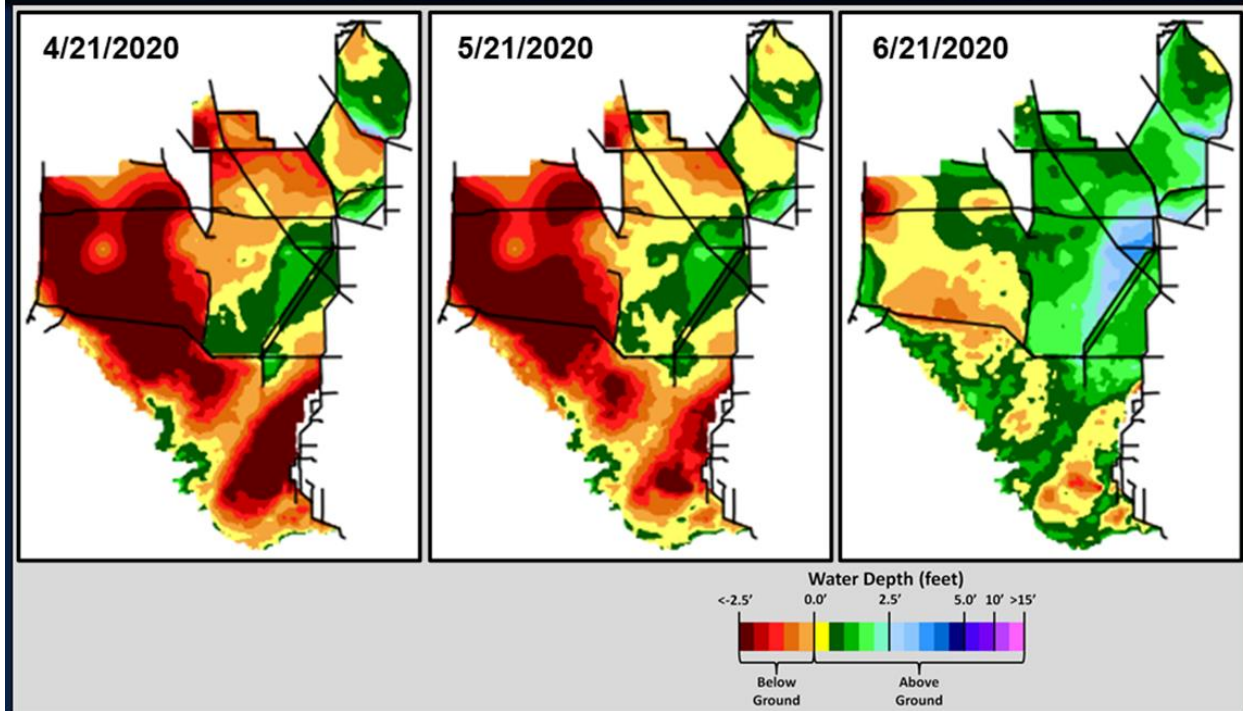 4/21/2020
5/21/2020
6/21/2020
Water Depth (feet)
<-2.5' 0.0' 2.5' 5.0' 10' >15'
Below Above
Ground Ground